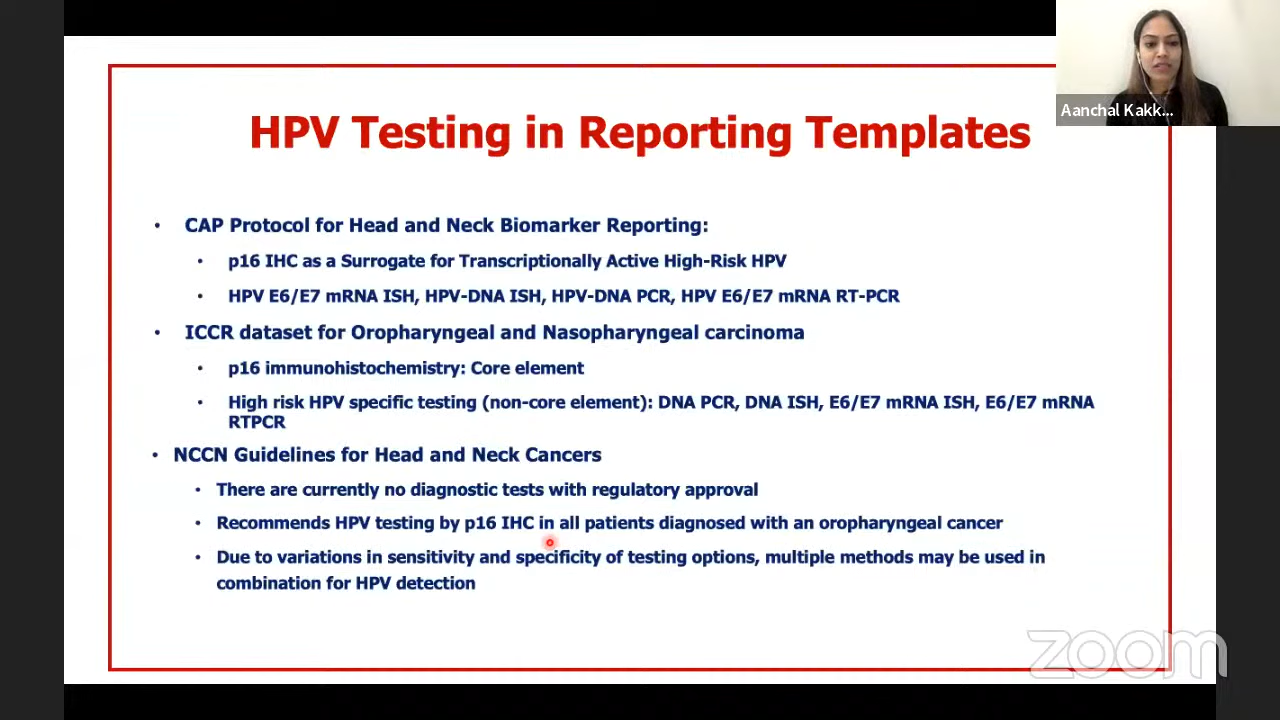 HPV Testing in Reporting Templates
Aanchal Kakk...
• CAP Protocol for Head and Neck Biomarker Reporting:
• p16 IHC as a Surrogate for Transcriptionally Active High-Risk HPV
• HPV E6/E7 mRNA ISH, HPV-DNA ISH, HPV-DNA PCR, HPV E6/E7 mRNA RT-PCR
• ICCR dataset for Oropharyngeal and Nasopharyngeal carcinoma
• p16 immunohistochemistry: Core element
• High risk HPV specific testing (non-core element): DNA PCR, DNA ISH, E6/E7 mRNA ISH, E6/E7 mRNA
RTPCR
• NCCN Guidelines for Head and Neck Cancers
• There are currently no diagnostic tests with regulatory approval
• Recommends HPV testing by p16 IHC in all patients diagnosed with an oropharyngeal cancer
• Due to variations in sensitivity and specificity of testing options, multiple methods may be used in
combination for HPV detection
zoom